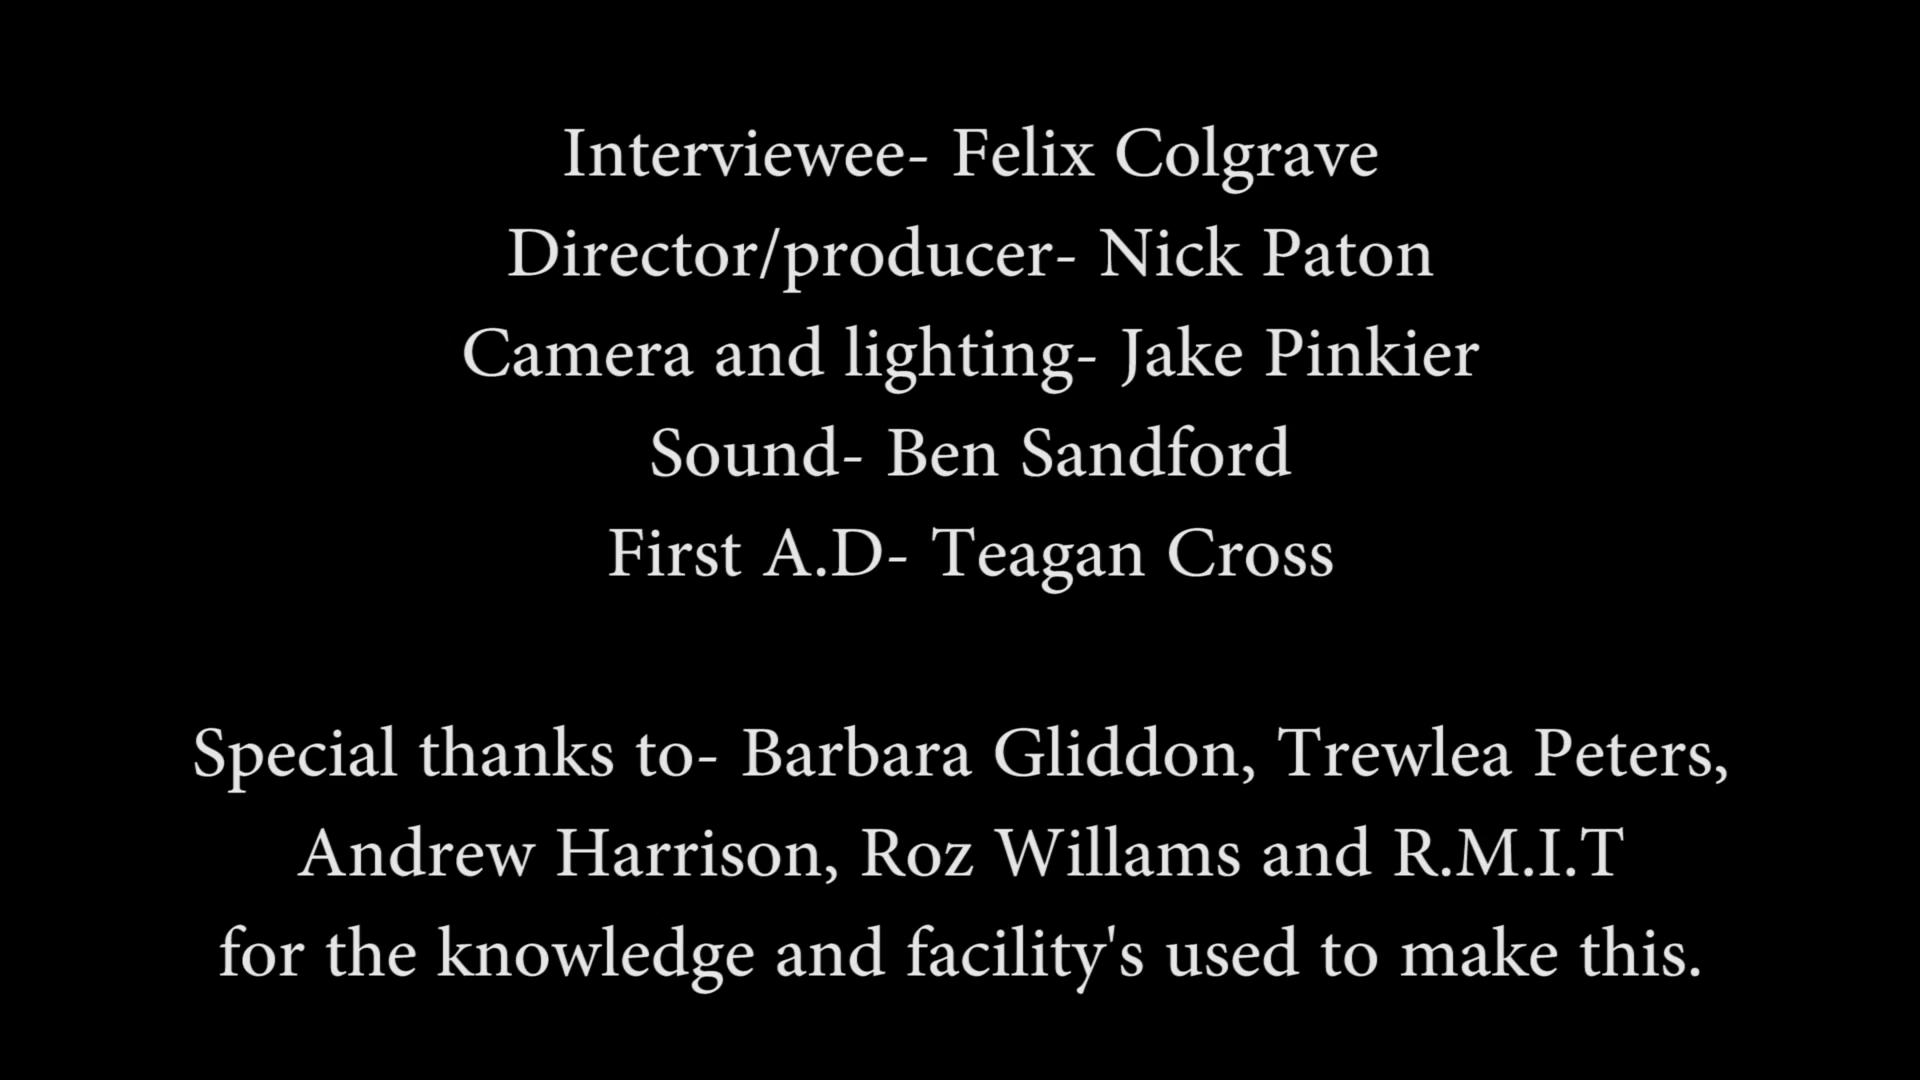 Interviewee- Felix Colgrave
Director/producer- Nick Paton
Camera and lighting- Jake Pinkier
Sound- Ben Sandford
First A.D- Teagan Cross
Special thanks to- Barbara Gliddon, Trewlea Peters,
Andrew Harrison, Roz Willams and R.M.I.T
for the knowledge and facility's used to make this.